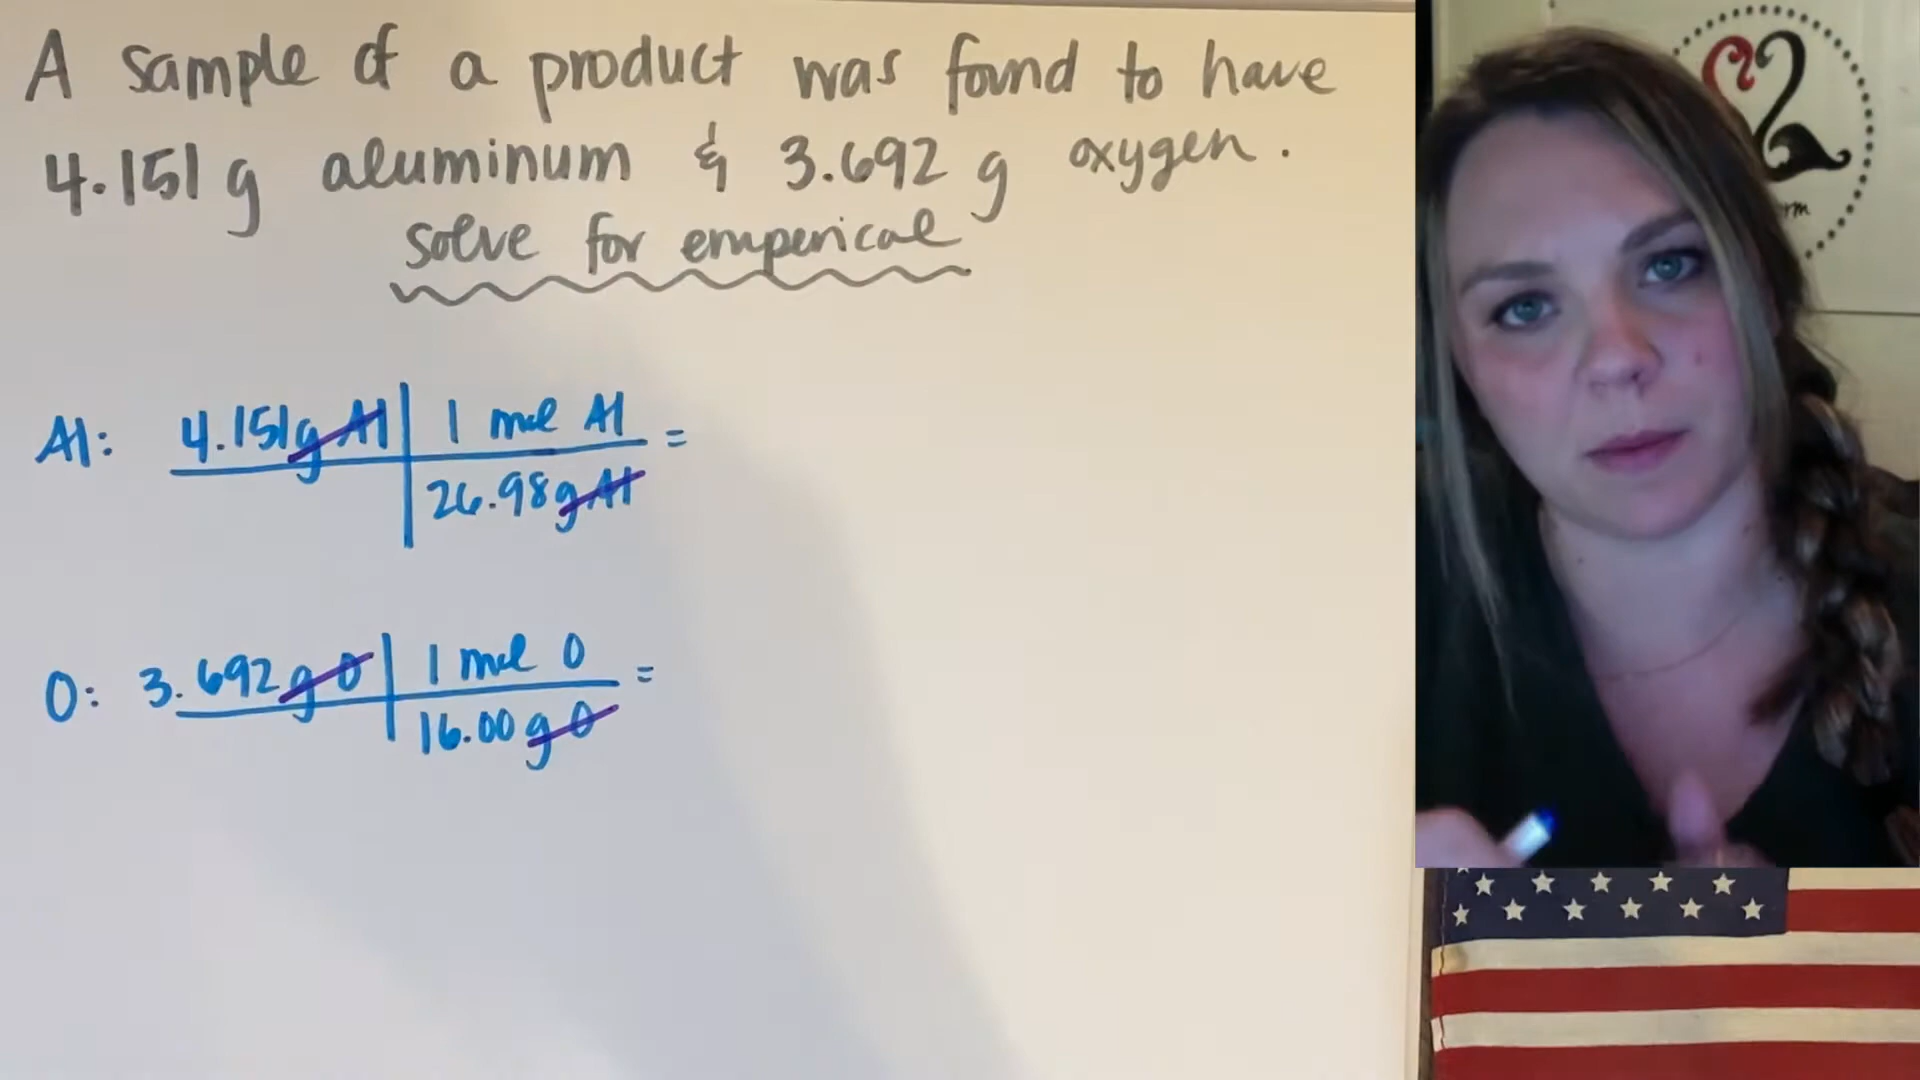 A sample of a product was found to have
4.151 g aluminum & 3.692 g oxygen.
solve for emperical
Al: 4.151g Al | 1 mol Al =
26.98g Al
O: 3.692g O | 1 mol O =
16.00 g O